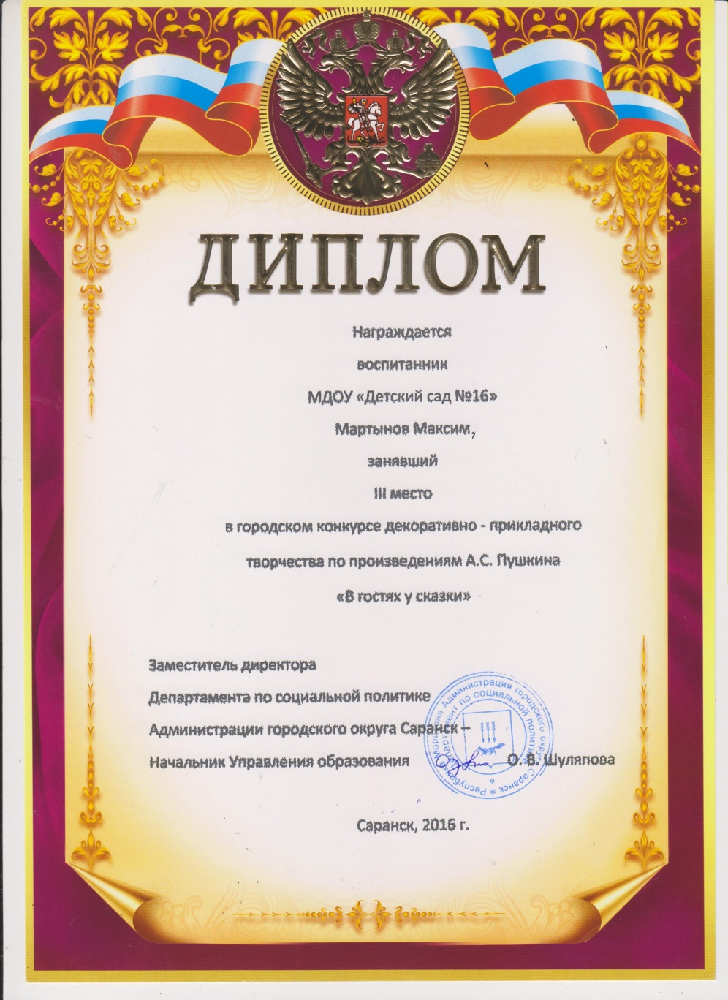 ДИПЛОМ
Награждается
воспитанник
МДОУ «Детский сад №16»
Мартынов Максим,
занявший
III место
в городском конкурсе декоративно - прикладного
творчества по произведениям А.С. Пушкина
«В гостях у сказки»
Заместитель директора
Департамента по социальной политике
Администрации городского округа Саранск –
Начальник Управления образования
О. В. Шуляпова
Республика Мордовия Администрация городского округа Саранск *
Департамент по социальной политике
Саранск, 2016 г.